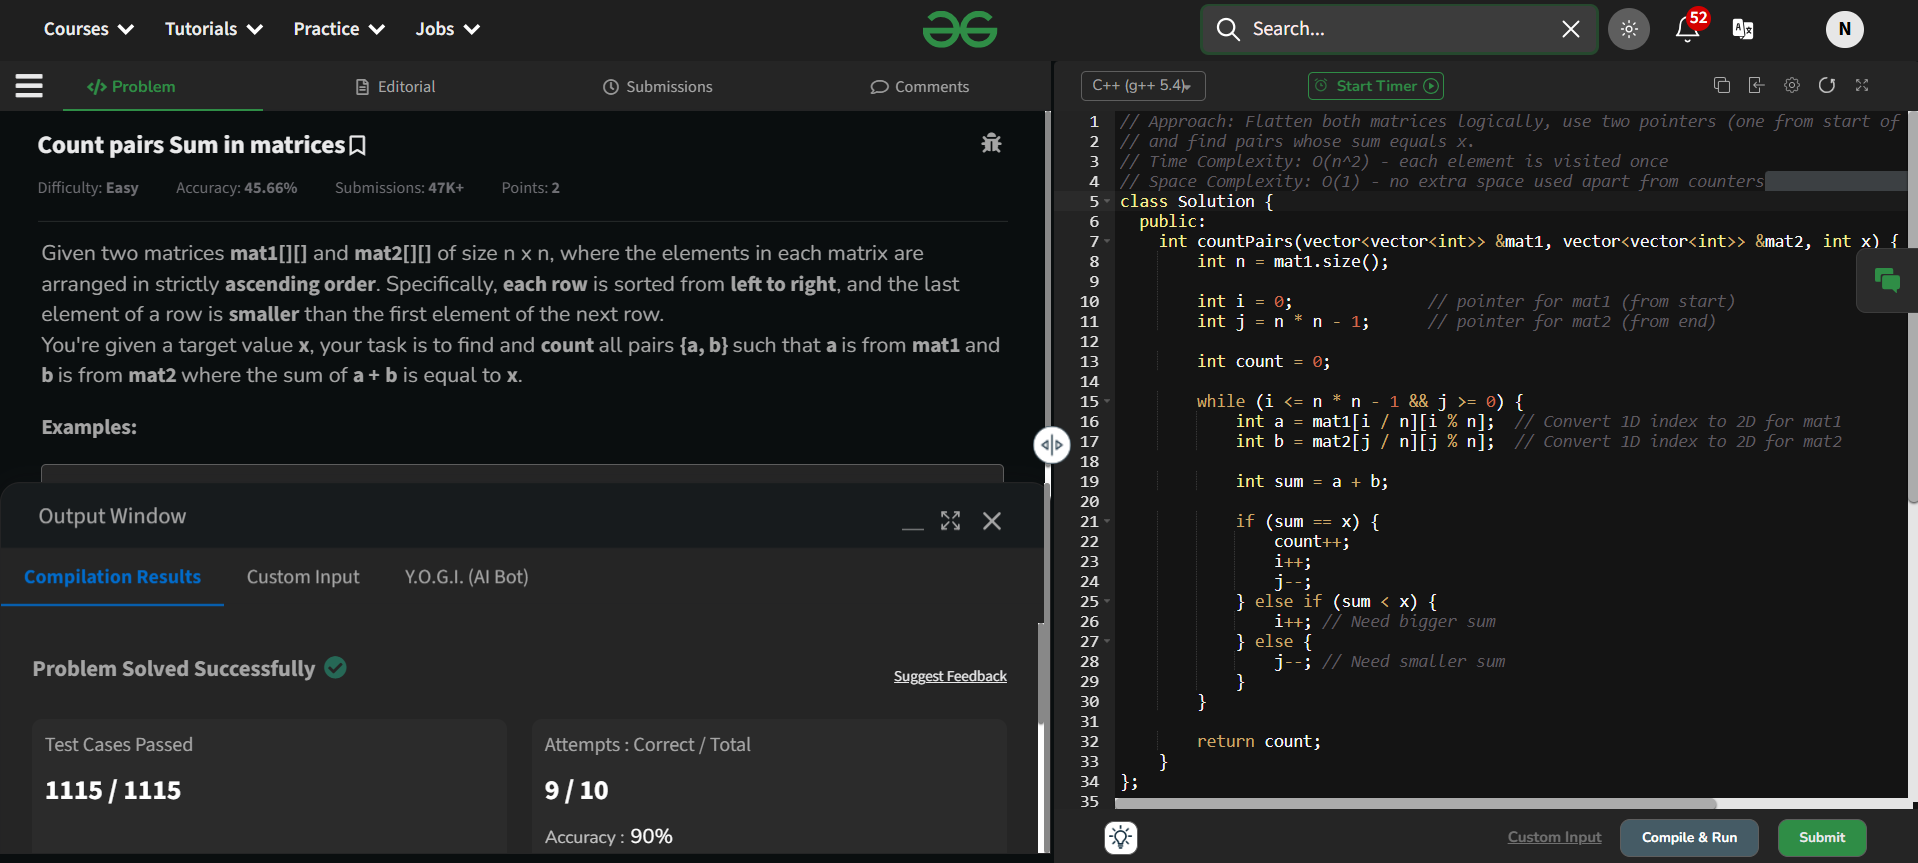 Courses Tutorials Practice Jobs Search... 52 N
Problem Editorial Submissions Comments
Count pairs Sum in matrices
Difficulty: Easy Accuracy: 45.66% Submissions: 47K+ Points: 2
Given two matrices mat1[][] and mat2[][] of size n x n, where the elements in each matrix are
arranged in strictly ascending order. Specifically, each row is sorted from left to right, and the last
element of a row is smaller than the first element of the next row.
You're given a target value x, your task is to find and count all pairs {a, b} such that a is from mat1 and
b is from mat2 where the sum of a + b is equal to x.
Examples:
Output Window
Compilation Results Custom Input Y.O.G.I. (AI Bot)
Problem Solved Successfully
Suggest Feedback
Test Cases Passed
1115 / 1115
Attempts : Correct / Total
9 / 10
Accuracy : 90%
C++ (g++ 5.4) Start Timer
1 // Approach: Flatten both matrices logically, use two pointers (one from start of
2 // and find pairs whose sum equals x.
3 // Time Complexity: O(n^2) - each element is visited once
4 // Space Complexity: O(1) - no extra space used apart from counters
5 class Solution {
6 public:
7 int countPairs(vector<vector<int>> &mat1, vector<vector<int>> &mat2, int x) {
8 int n = mat1.size();
9
10 int i = 0; // pointer for mat1 (from start)
11 int j = n * n - 1; // pointer for mat2 (from end)
12
13 int count = 0;
14
15 while (i <= n * n - 1 && j >= 0) {
16 int a = mat1[i / n][i % n]; // Convert 1D index to 2D for mat1
17 int b = mat2[j / n][j % n]; // Convert 1D index to 2D for mat2
18
19 int sum = a + b;
20
21 if (sum == x) {
22 count++;
23 i++;
24 j--;
25 } else if (sum < x) {
26 i++; // Need bigger sum
27 } else {
28 j--; // Need smaller sum
29 }
30 }
31
32 return count;
33 }
34 };
35
Custom Input Compile & Run Submit